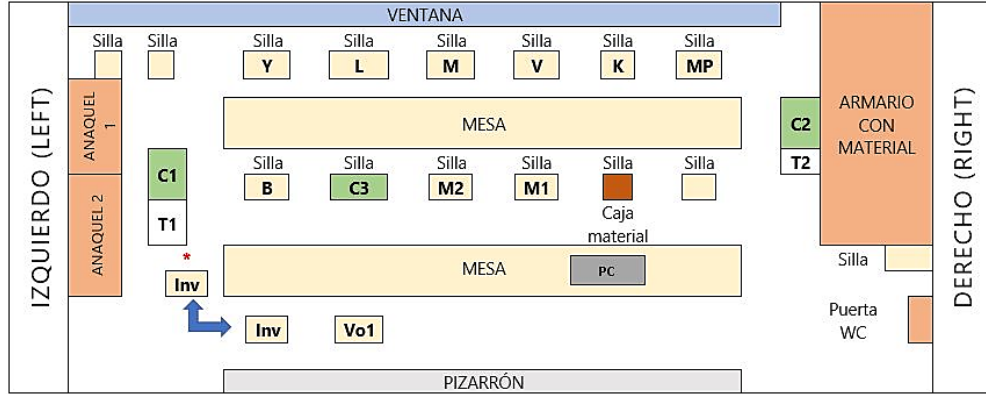 VENTANA
Silla Silla Silla Silla Silla Silla Silla Silla
Y L M V K MP
IZQUIERDO (LEFT)
ANAQUEL 1
ANAQUEL 2
MESA
C1
T1
*
Inv
C2
T2
ARMARIO CON MATERIAL
DERECHO (RIGHT)
Silla Silla Silla Silla Silla Silla
B C3 M2 M1
Caja material
MESA
PC
Silla
Puerta WC
Inv Vo1
PIZARRÓN